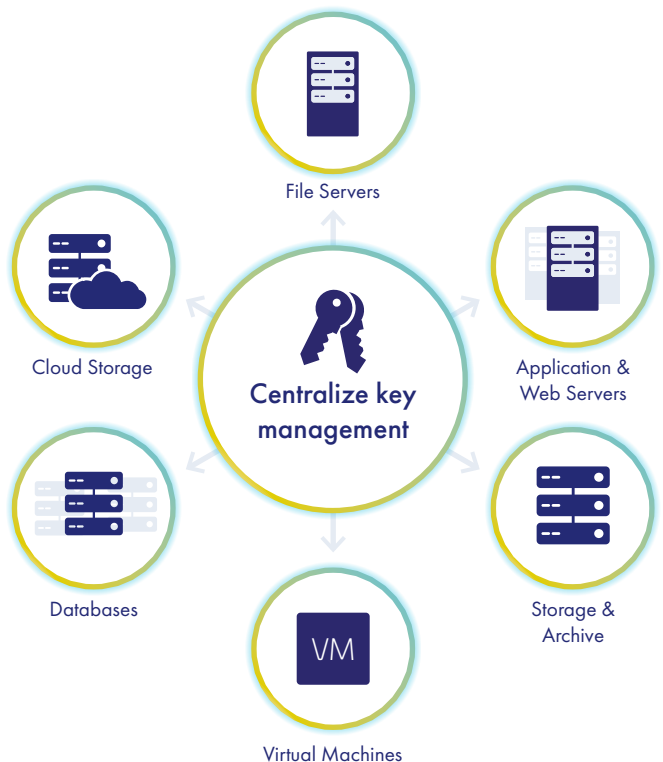 File Servers
Cloud Storage
Application &
Web Servers
Centralize key
management
Databases
Storage &
Archive
VM
Virtual Machines